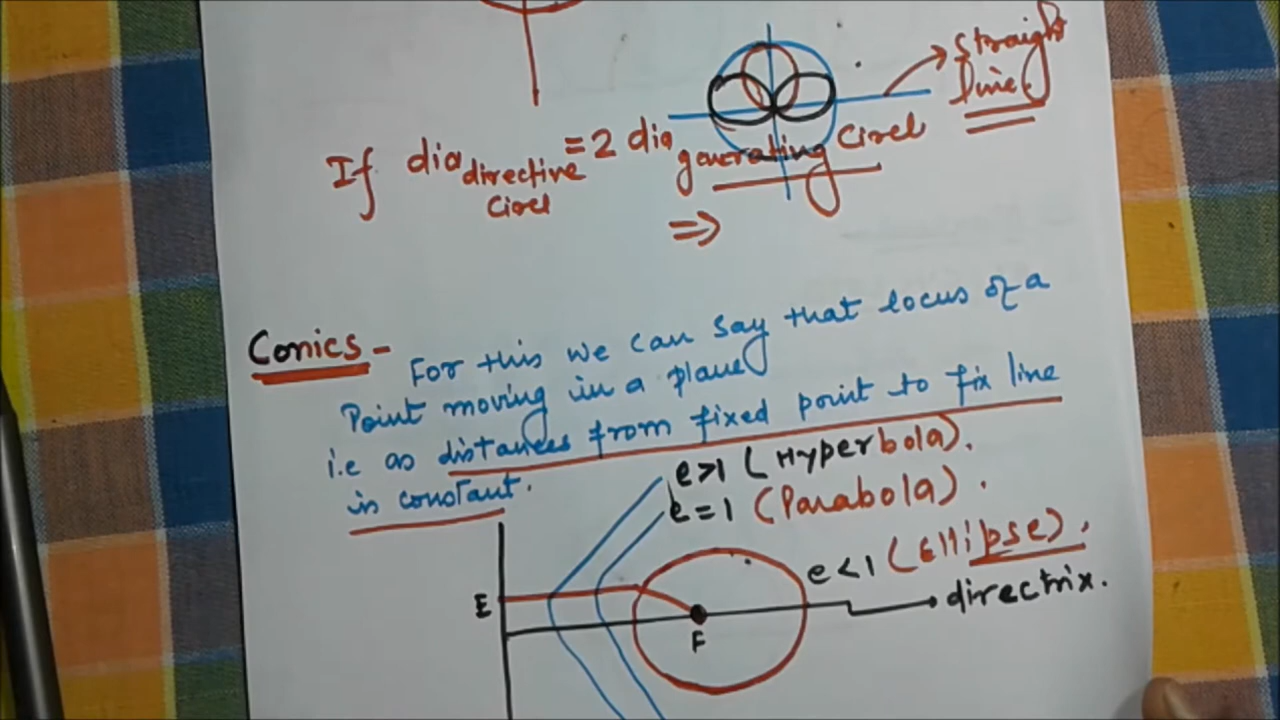 straight
line.
If dia directive = 2 dia generating Circl
Circl
⇒
Conics -
For this we can say that locus of a
Point moving in a plane
i.e as distances from fixed point to fix line
is constant.
e>1 (Hyperbola).
e=1 (Parabola).
e<1 (Ellipse).
E
directrix.
F